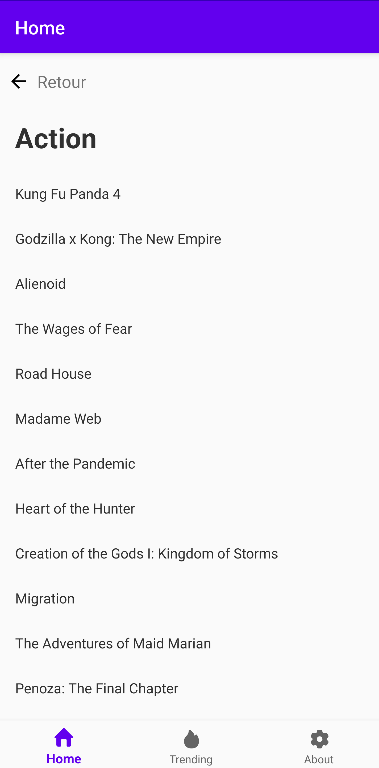 Home
Retour
Action
Kung Fu Panda 4
Godzilla x Kong: The New Empire
Alienoid
The Wages of Fear
Road House
Madame Web
After the Pandemic
Heart of the Hunter
Creation of the Gods I: Kingdom of Storms
Migration
The Adventures of Maid Marian
Penoza: The Final Chapter
Home
Trending
About